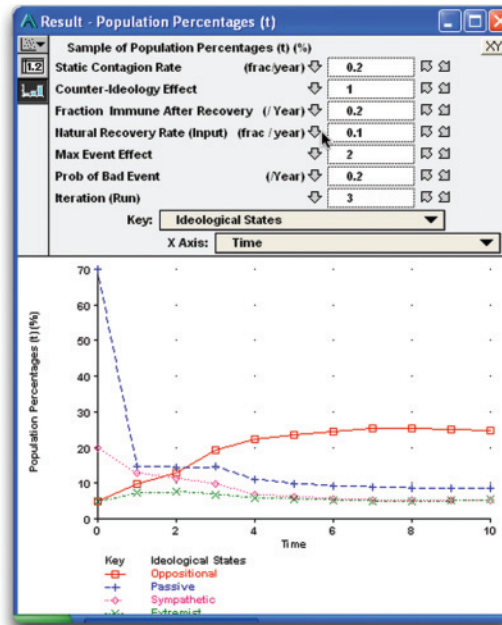 Result - Population Percentages (t)
Sample of Population Percentages (t) (%)
XY
1.2
Static Contagion Rate (frac/year) 0.2
Counter-Ideology Effect 1
Fraction Immune After Recovery (/ Year) 0.2
Natural Recovery Rate (Input) (frac / year) 0.1
Max Event Effect 2
Prob of Bad Event (/Year) 0.2
Iteration (Run) 3
Key: Ideological States
X Axis: Time
Population Percentages (t) (%)
70
60
50
40
30
20
10
0
0 2 4 6 8 10
Time
Key Ideological States
Oppositional
Passive
Sympathetic
Extremist